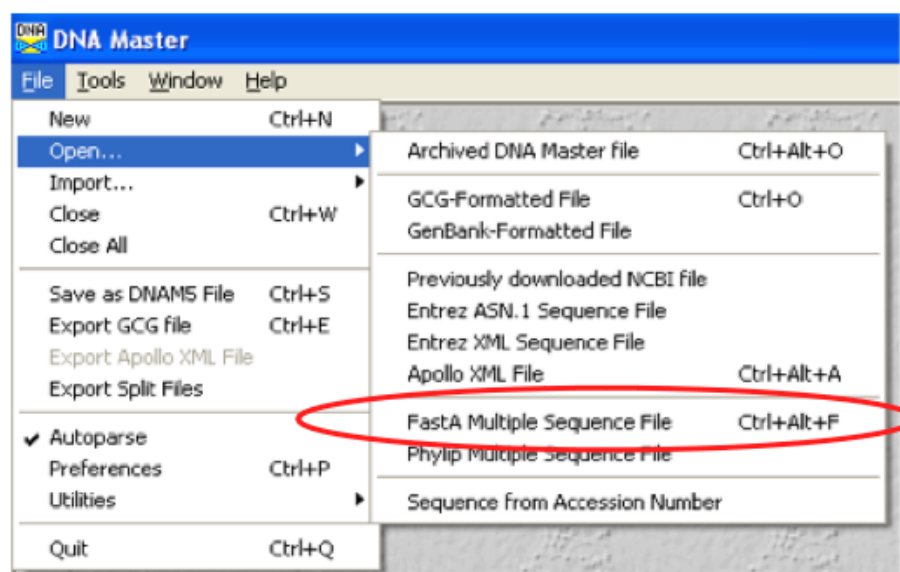 DNA
DNA Master
File Tools Window Help
New Ctrl+N
Open...
Import...
Close Ctrl+W
Close All
Save as DNAM5 File Ctrl+S
Export GCG file Ctrl+E
Export Apollo XML File
Export Split Files
Autoparse
Preferences Ctrl+P
Utilities
Quit Ctrl+Q
Archived DNA Master file Ctrl+Alt+O
GCG-Formatted File Ctrl+O
GenBank-Formatted File
Previously downloaded NCBI file
Entrez ASN.1 Sequence File
Entrez XML Sequence File
Apollo XML File Ctrl+Alt+A
FastA Multiple Sequence File Ctrl+Alt+F
Phylip Multiple Sequence File
Sequence from Accession Number